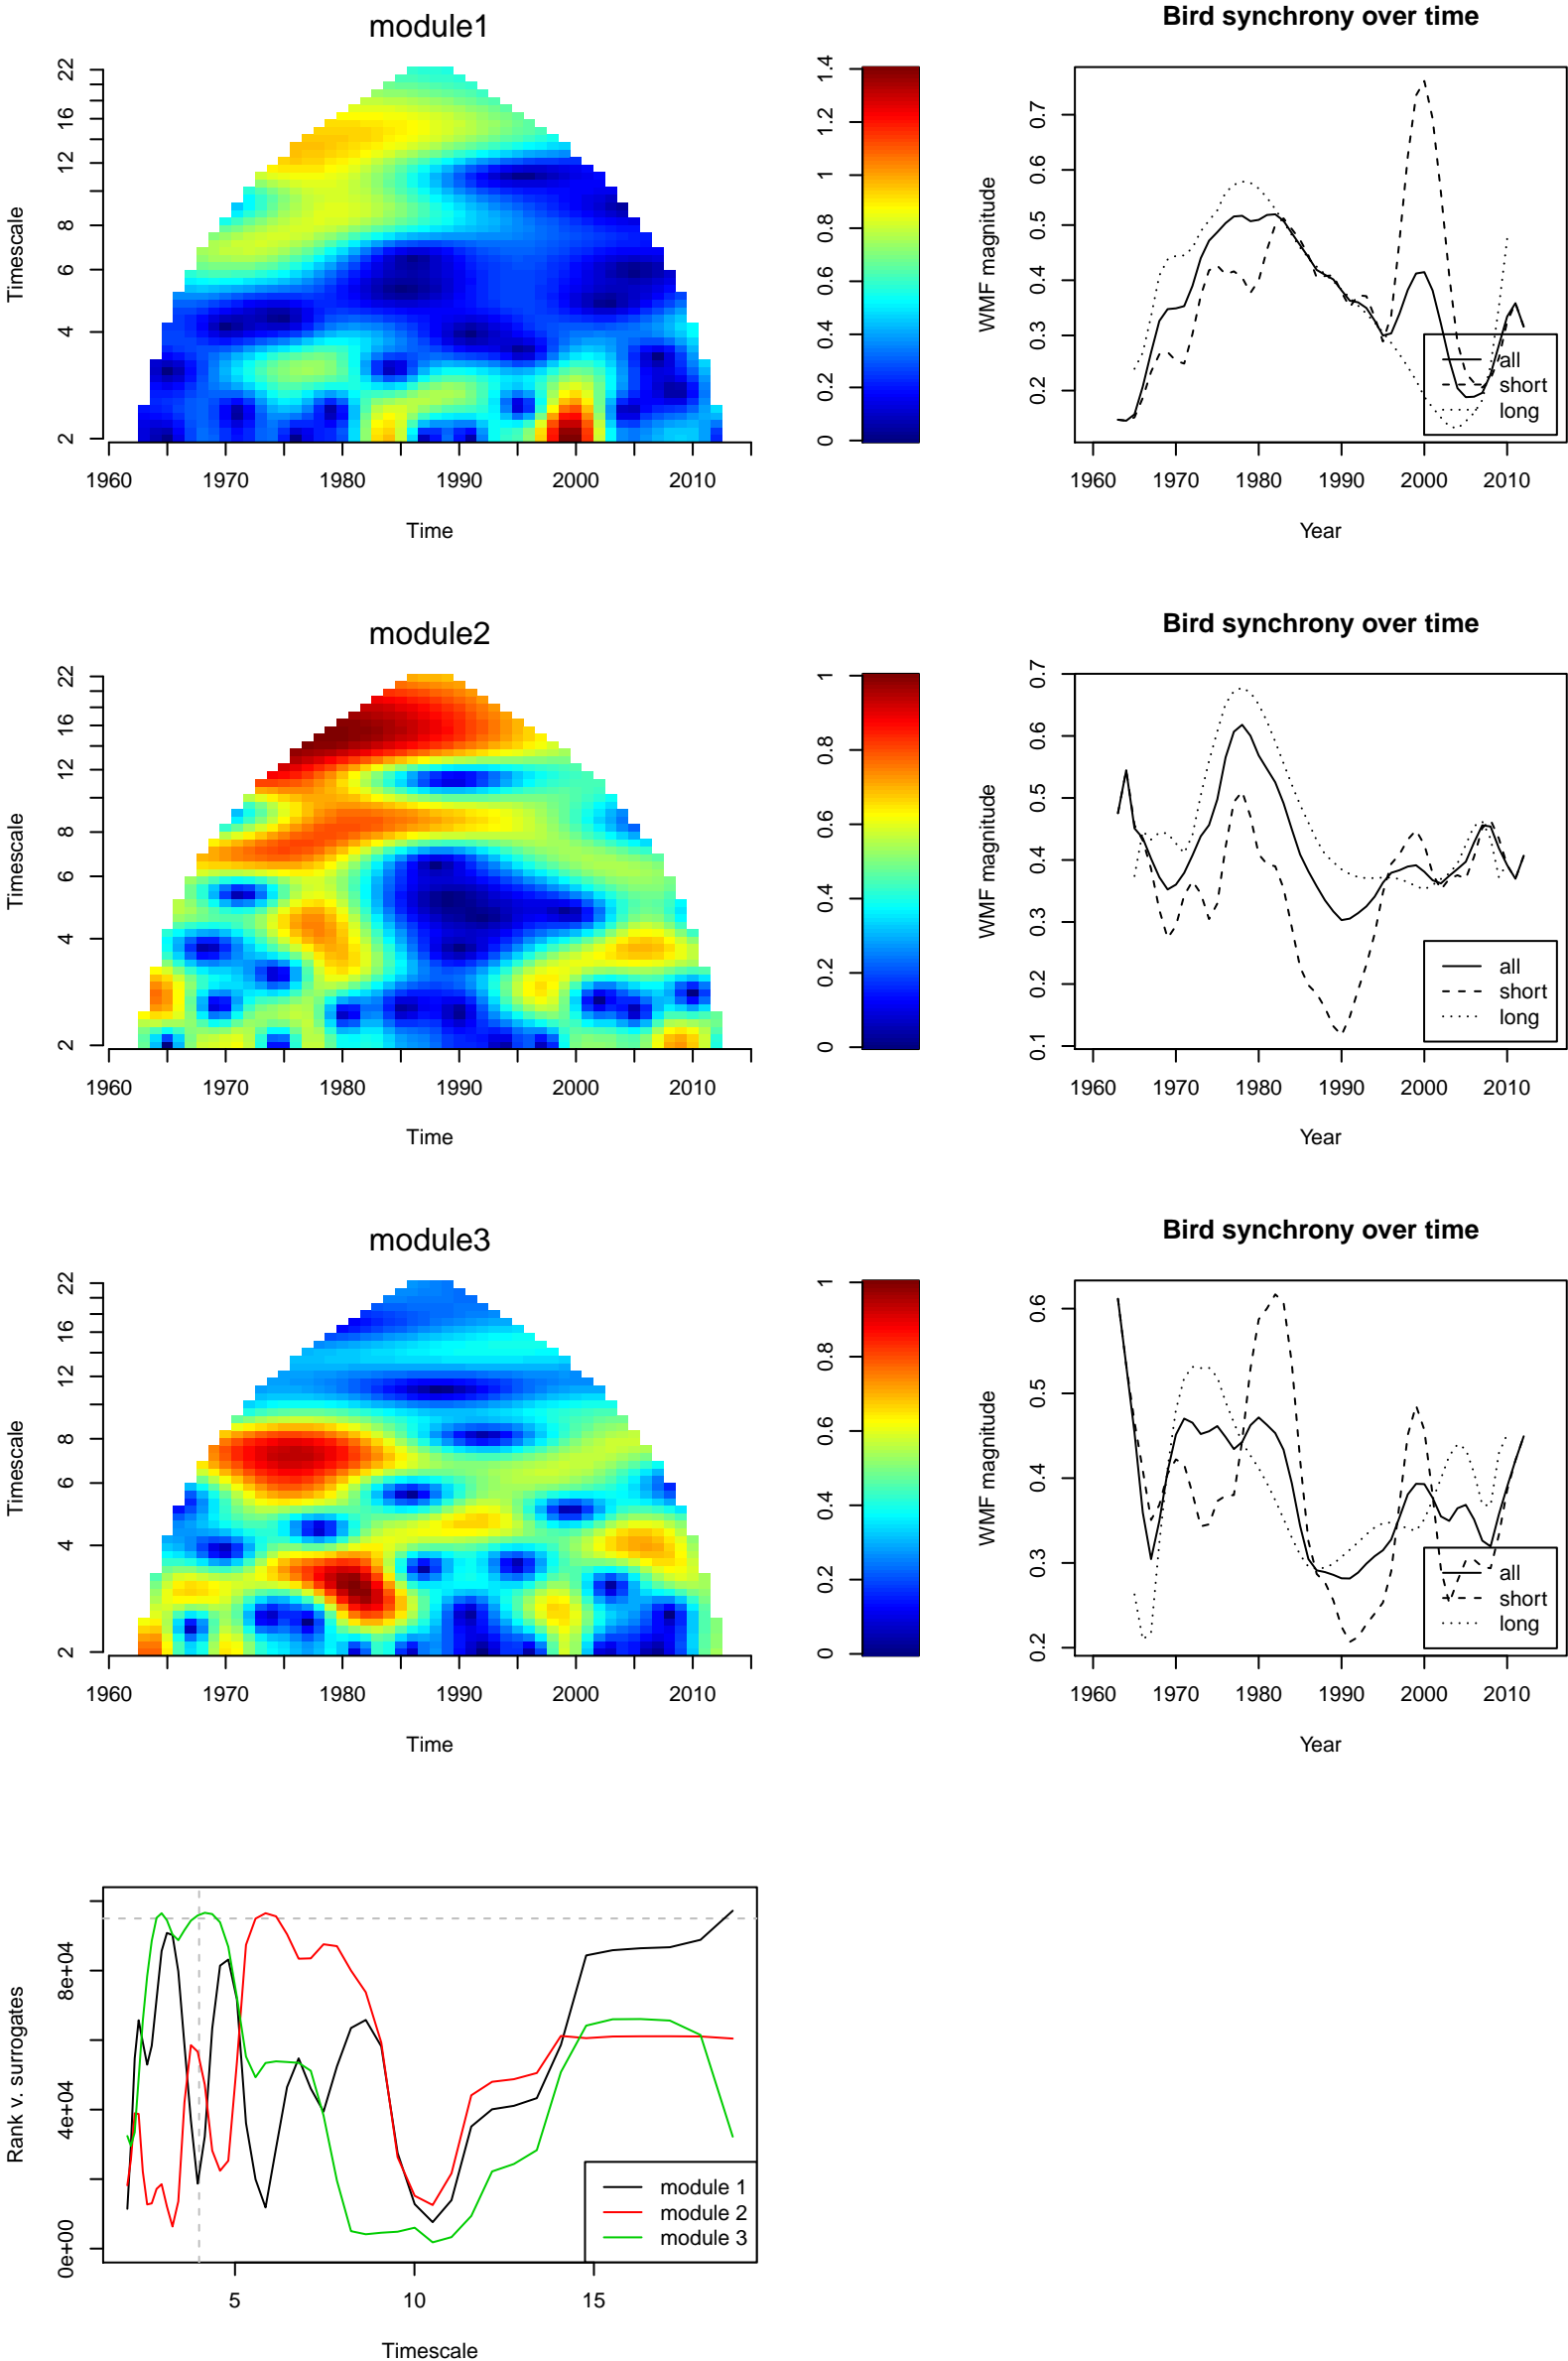 module1
Bird synchrony over time
22
16
12
8
6
4
2
Timescale
1960 1970 1980 1990 2000 2010
Time
1.4
1.2
1
0.8
0.6
0.4
0.2
0
0.7
0.6
0.5
0.4
0.3
0.2
WMF magnitude
all
short
long
1960 1970 1980 1990 2000 2010
Year
module2
Bird synchrony over time
22
16
12
8
6
4
2
Timescale
1960 1970 1980 1990 2000 2010
Time
1
0.8
0.6
0.4
0.2
0
0.7
0.6
0.5
0.4
0.3
0.2
0.1
WMF magnitude
all
short
long
1960 1970 1980 1990 2000 2010
Year
module3
Bird synchrony over time
22
16
12
8
6
4
2
Timescale
1960 1970 1980 1990 2000 2010
Time
1
0.8
0.6
0.4
0.2
0
0.6
0.5
0.4
0.3
0.2
WMF magnitude
all
short
long
1960 1970 1980 1990 2000 2010
Year
8e+04
4e+04
0e+00
Rank v. surrogates
module 1
module 2
module 3
5 10 15
Timescale